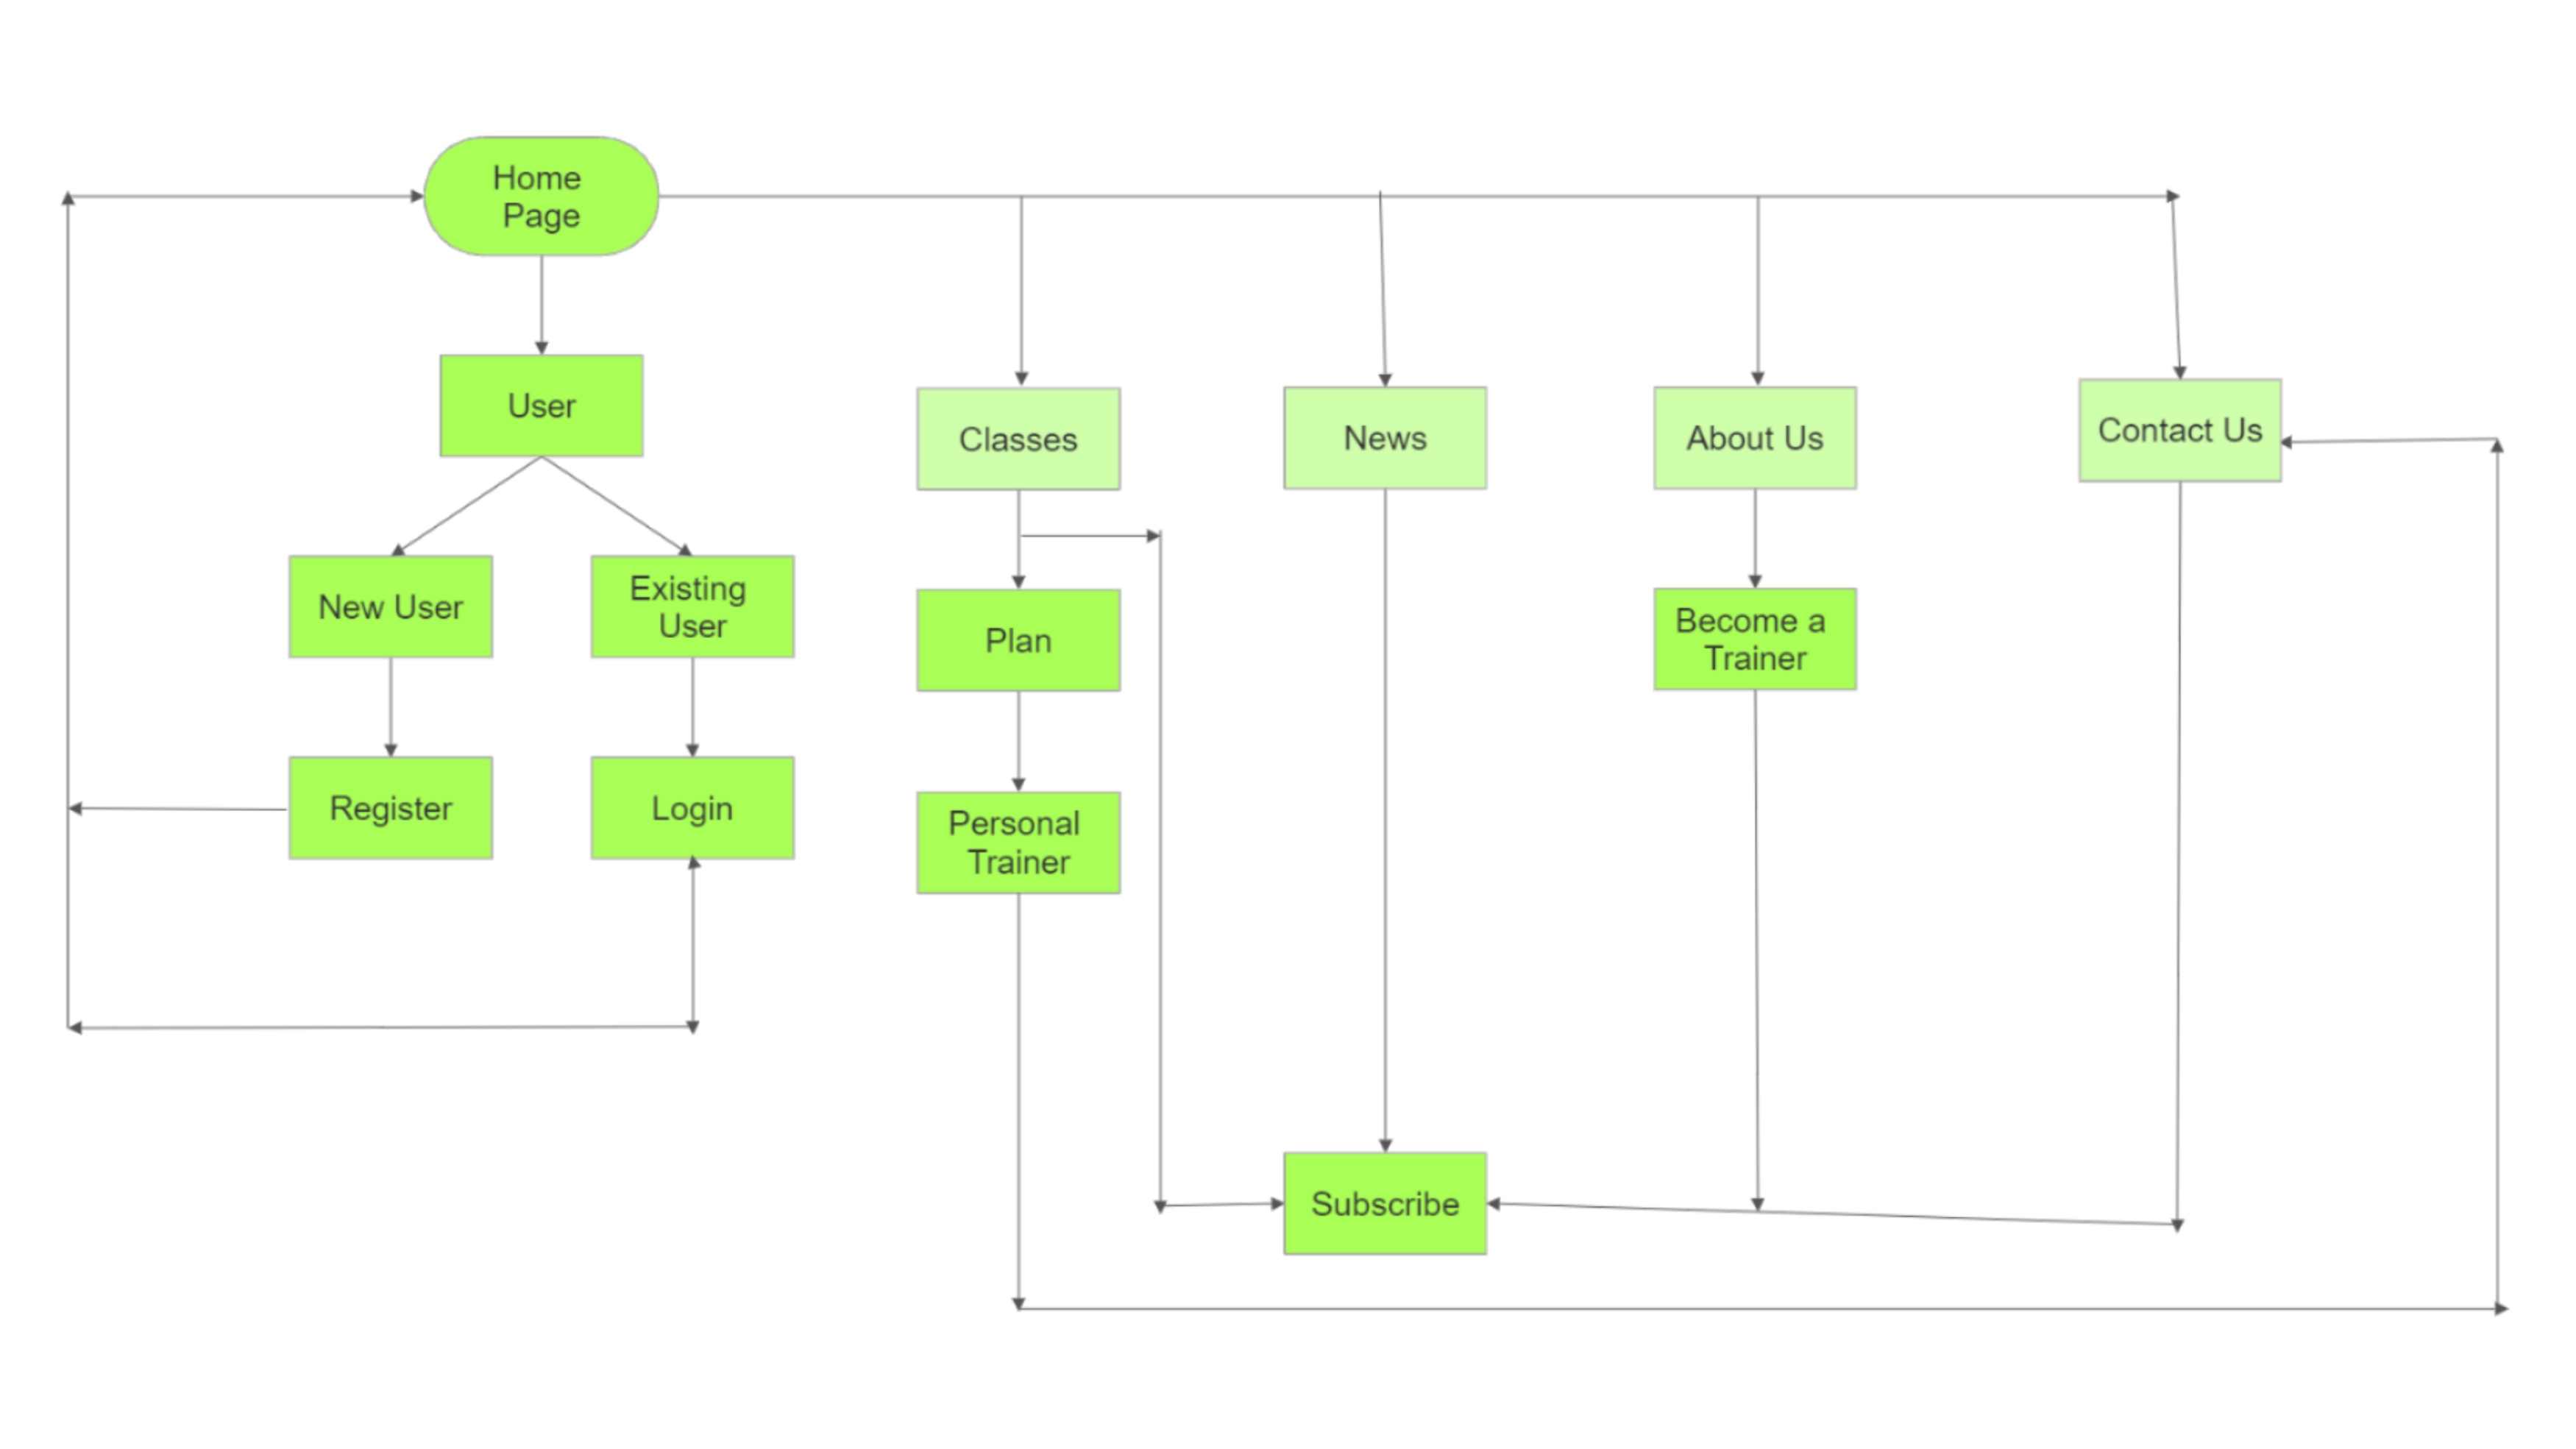 Home
Page
User
Classes
News
About Us
Contact Us
New User
Existing
User
Plan
Become a
Trainer
Register
Login
Personal
Trainer
Subscribe